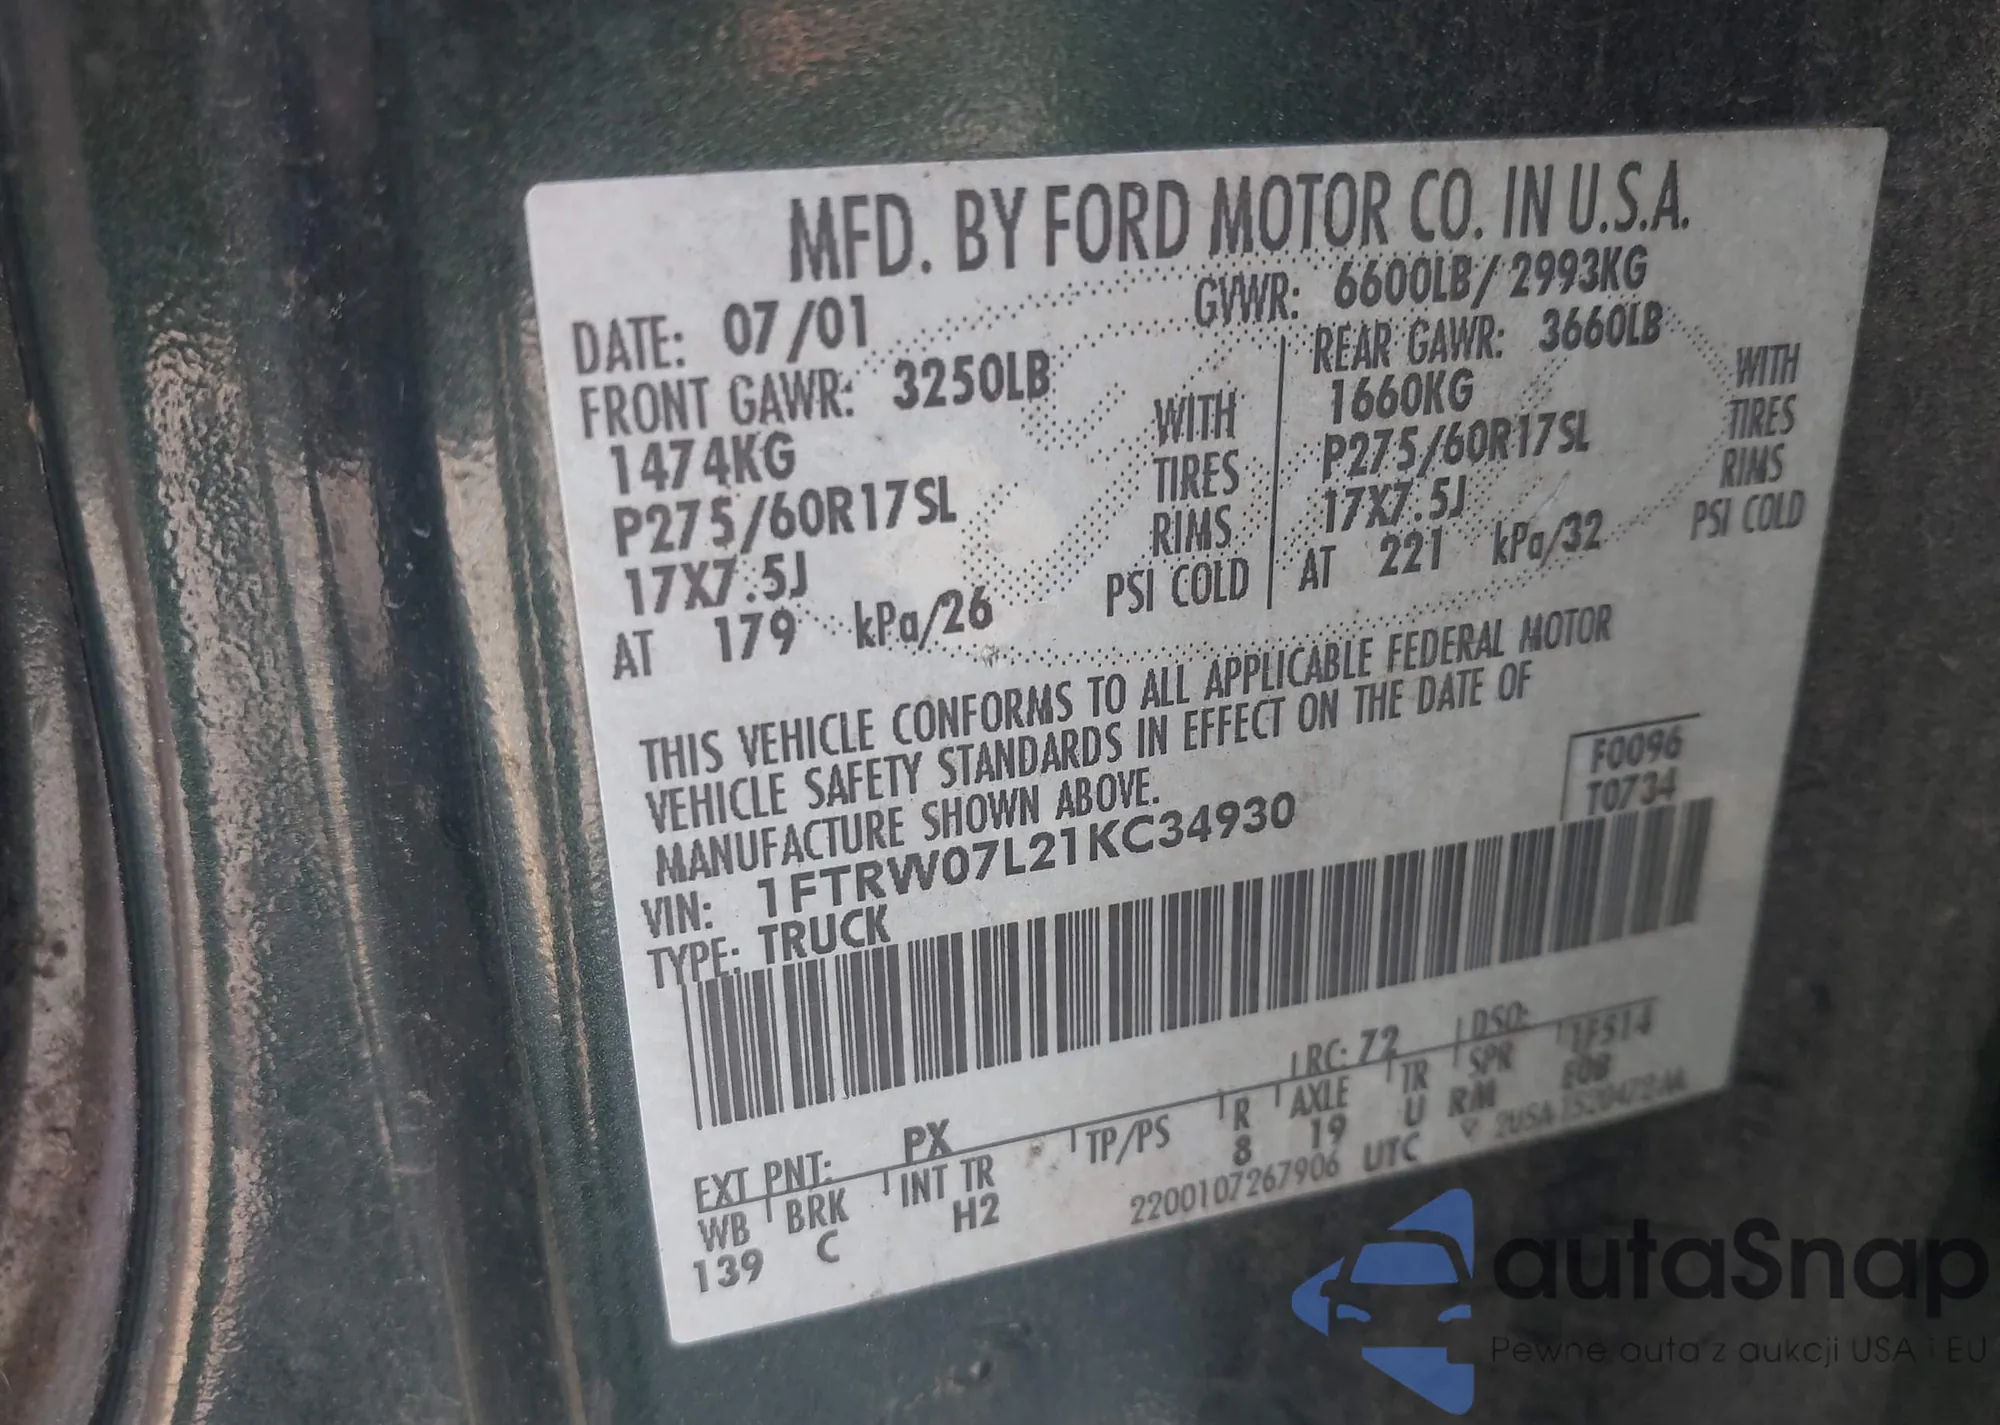 MFD. BY FORD MOTOR CO. IN U.S.A.
DATE: 07/01 GVWR: 6600LB/2993KG
FRONT GAWR: 3250LB REAR GAWR: 3660LB
1474KG WITH 1660KG WITH
P275/60R17SL TIRES P275/60R17SL TIRES
17X7.5J RIMS 17X7.5J RIMS
AT 179 kPa/26 PSI COLD AT 221 kPa/32 PSI COLD
THIS VEHICLE CONFORMS TO ALL APPLICABLE FEDERAL MOTOR
VEHICLE SAFETY STANDARDS IN EFFECT ON THE DATE OF
MANUFACTURE SHOWN ABOVE.
F0096
T0734
VIN: 1FTRW07L21KC34930
TYPE: TRUCK
EXT PNT: PX RC: 72 DSO:
WB BRK INT TR TP/PS R AXLE TR SPR
139 C H2 8 19 U RM E08
2200107267906 UTC
autaSnap
Pewne auta z aukcji USA i EU